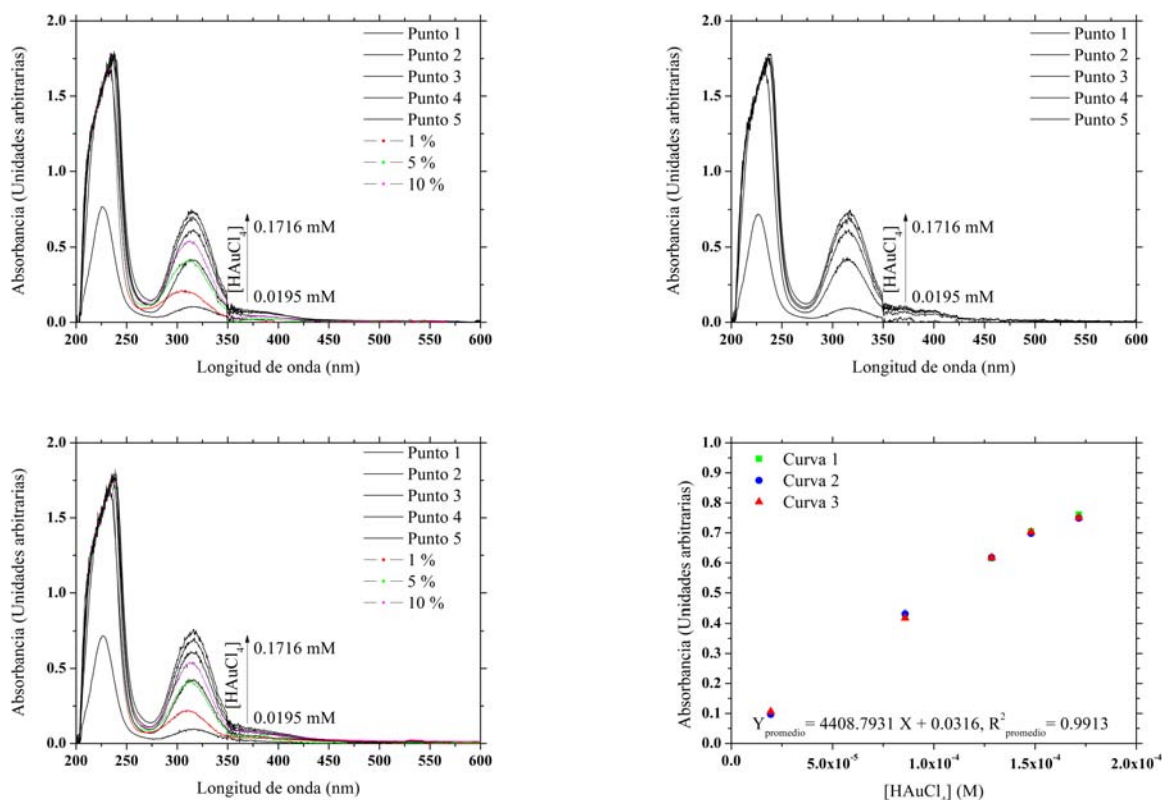 2.0
1.5
1.0
0.5
0.0
Absorbancia (Unidades arbitrarias)
Punto 1
Punto 2
Punto 3
Punto 4
Punto 5
1 %
5 %
10 %
[HAuCl4]
0.1716 mM
0.0195 mM
200 250 300 350 400 450 500 550 600
Longitud de onda (nm)
2.0
1.5
1.0
0.5
0.0
Absorbancia (Unidades arbitrarias)
Punto 1
Punto 2
Punto 3
Punto 4
Punto 5
[HAuCl4]
0.1716 mM
0.0195 mM
200 250 300 350 400 450 500 550 600
Longitud de onda (nm)
2.0
1.5
1.0
0.5
0.0
Absorbancia (Unidades arbitrarias)
Punto 1
Punto 2
Punto 3
Punto 4
Punto 5
1 %
5 %
10 %
[HAuCl4]
0.1716 mM
0.0195 mM
200 250 300 350 400 450 500 550 600
Longitud de onda (nm)
1.0
0.9
0.8
0.7
0.6
0.5
0.4
0.3
0.2
0.1
0.0
Absorbancia (Unidades arbitrarias)
Curva 1
Curva 2
Curva 3
Y promedio = 4408.7931 X + 0.0316, R² promedio = 0.9913
0.0 5.0x10⁻⁵ 1.0x10⁻⁴ 1.5x10⁻⁴ 2.0x10⁻⁴
[HAuCl4] (M)